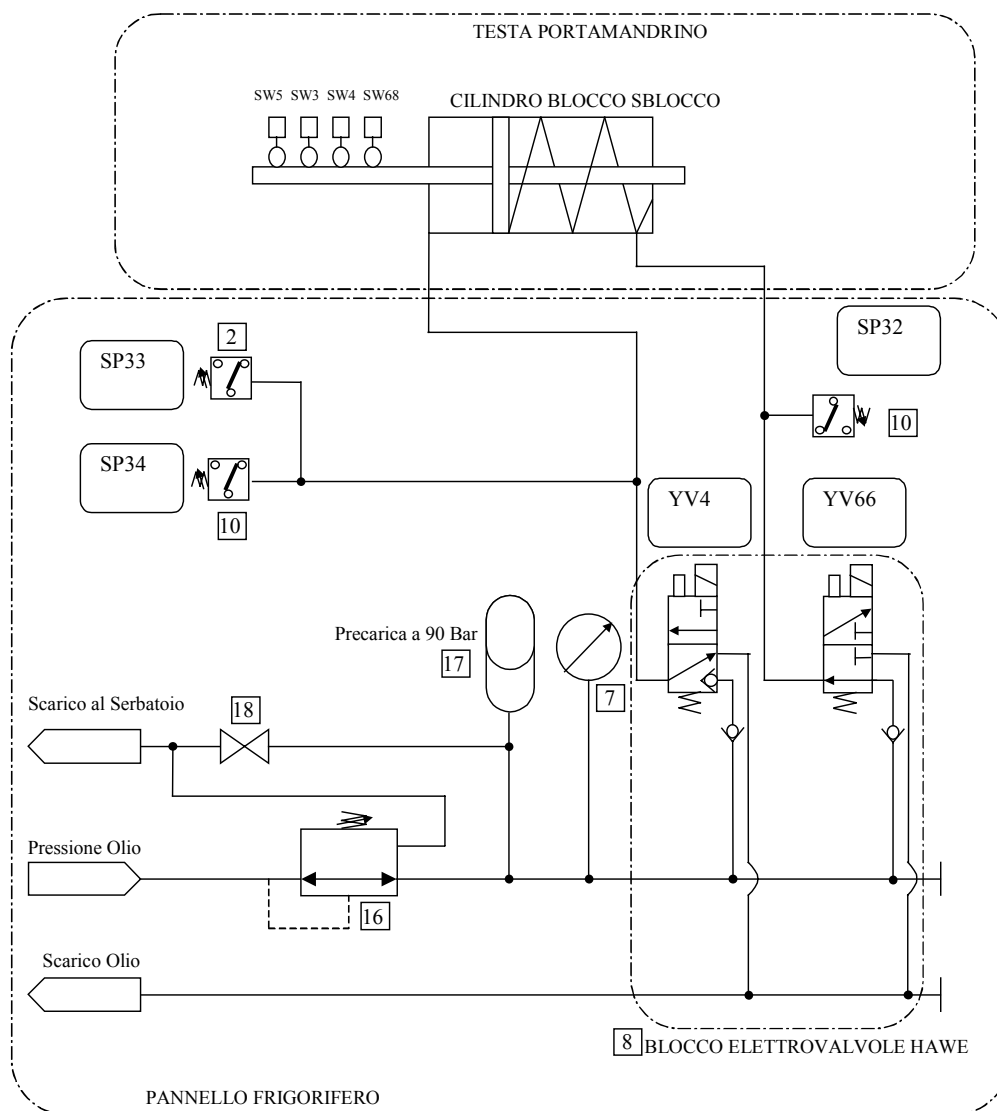 TESTA PORTAMANDRINO
SW5 SW3 SW4 SW68
CILINDRO BLOCCO SBLOCCO
SP33
2
SP32
10
SP34
10
YV4
YV66
Precarica a 90 Bar
17
7
Scarico al Serbatoio
18
Pressione Olio
16
Scarico Olio
8 BLOCCO ELETTROVALVOLE HAWE
PANNELLO FRIGORIFERO